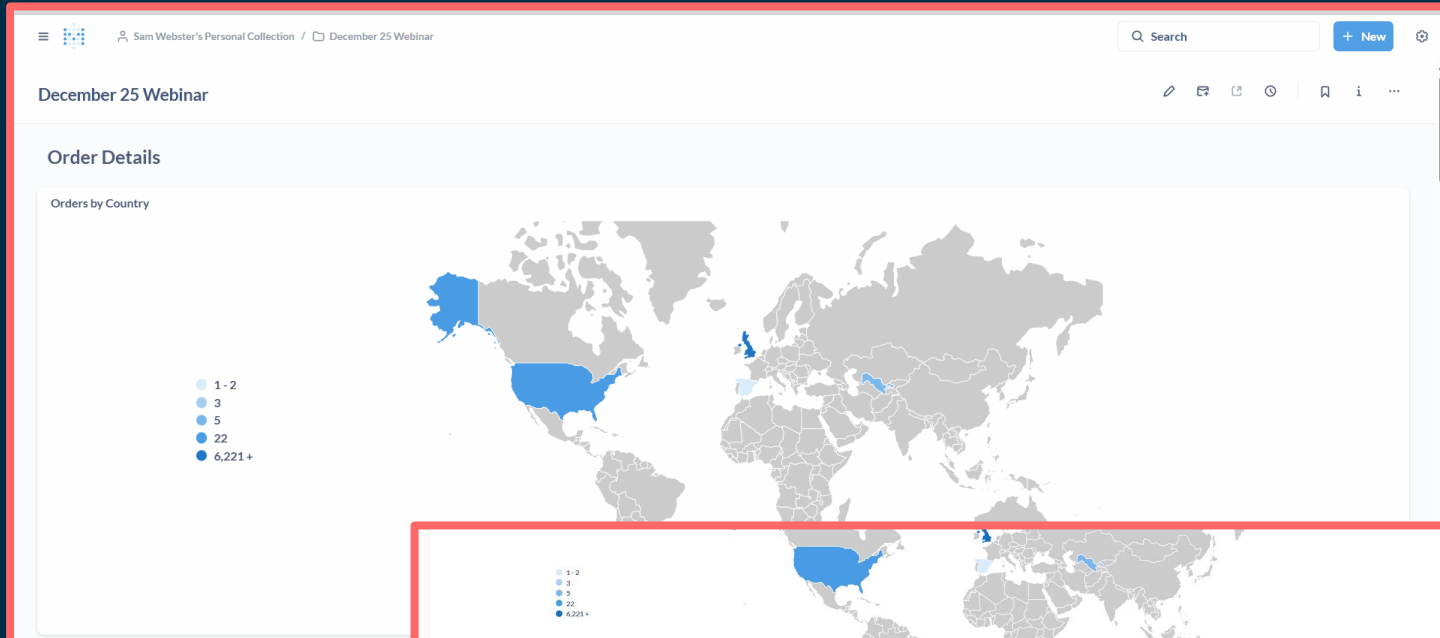 Sam Webster's Personal Collection / December 25 Webinar
Search
+ New
December 25 Webinar
Order Details
Orders by Country
1 - 2
3
5
22
6,221 +
1 - 2
3
5
22
6,221 +